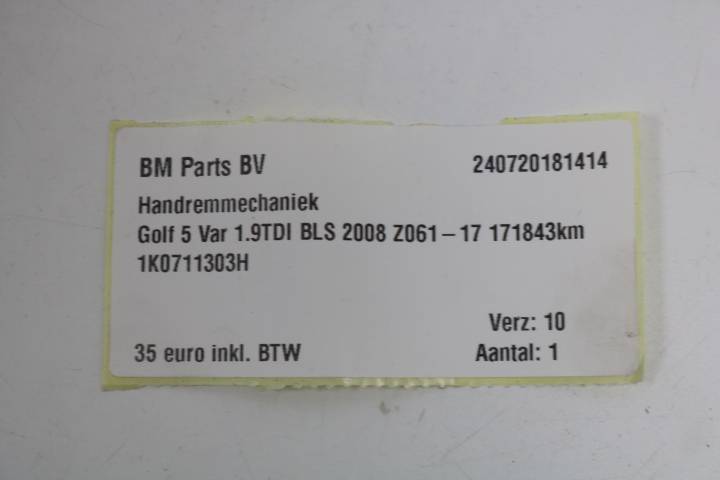 BM Parts BV 240720181414
Handremmechaniek
Golf 5 Var 1.9TDI BLS 2008 Z061-17 171843km
1K0711303H
Verz: 10
35 euro inkl. BTW Aantal: 1